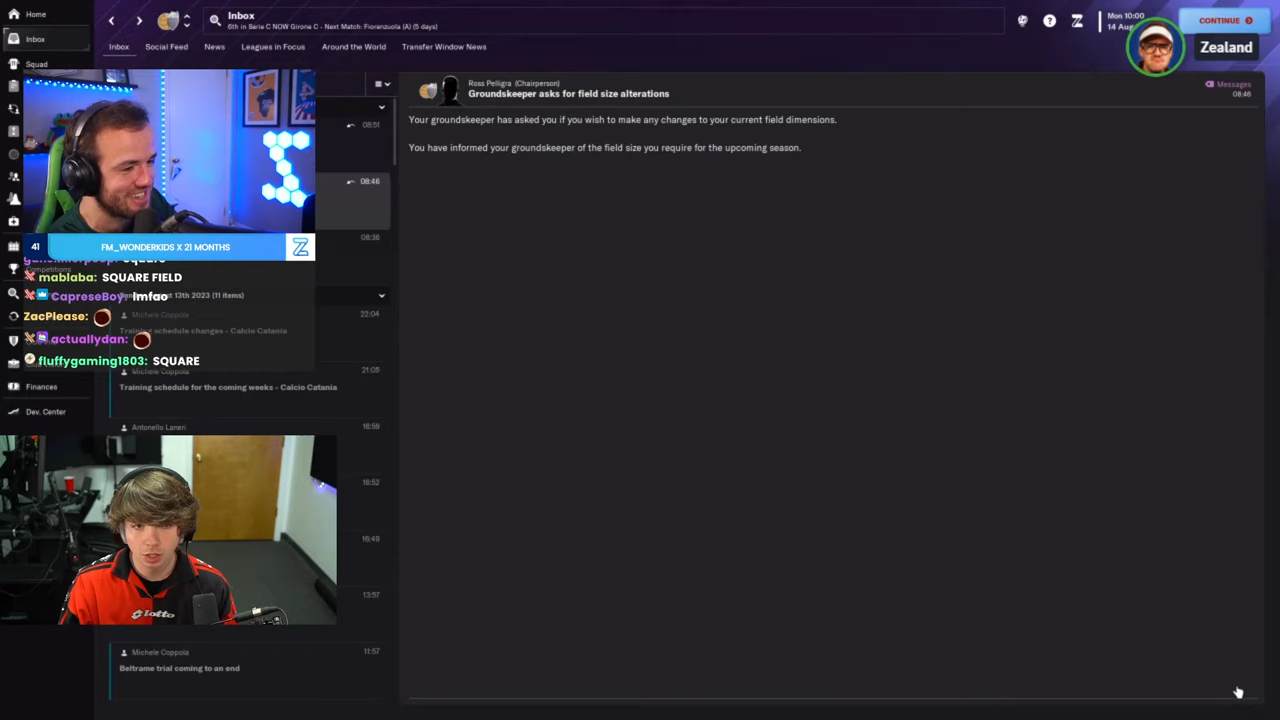 Home
Inbox
6th in Serie C NOW Girone C - Next Match: Fiorenzuola (A) (5 days)
Mon 10:00
14 Aug
CONTINUE
Zealand
Inbox
Squad
Inbox
Social Feed
News
Leagues in Focus
Around the World
Transfer Window News
Ross Pelligra (Chairperson)
Groundskeeper asks for field size alterations
Messages
08:46
Your groundskeeper has asked you if you wish to make any changes to your current field dimensions.
You have informed your groundskeeper of the field size you require for the upcoming season.
08:51
08:46
08:36
41
FM_WONDERKIDS X 21 MONTHS
Competitions
mablaba: SQUARE FIELD
CapreseBoy: lmfao
13th 2023 (11 items)
ZacPlease:
Michele Coppola
22:04
Training schedule changes - Calcio Catania
actuallydan:
fluffygaming1803: SQUARE
Michele Coppola
21:05
Training schedule for the coming weeks - Calcio Catania
Finances
Dev. Center
Antonello Laneri
16:59
16:52
16:49
lotto
13:57
Michele Coppola
11:57
Beltrame trial coming to an end